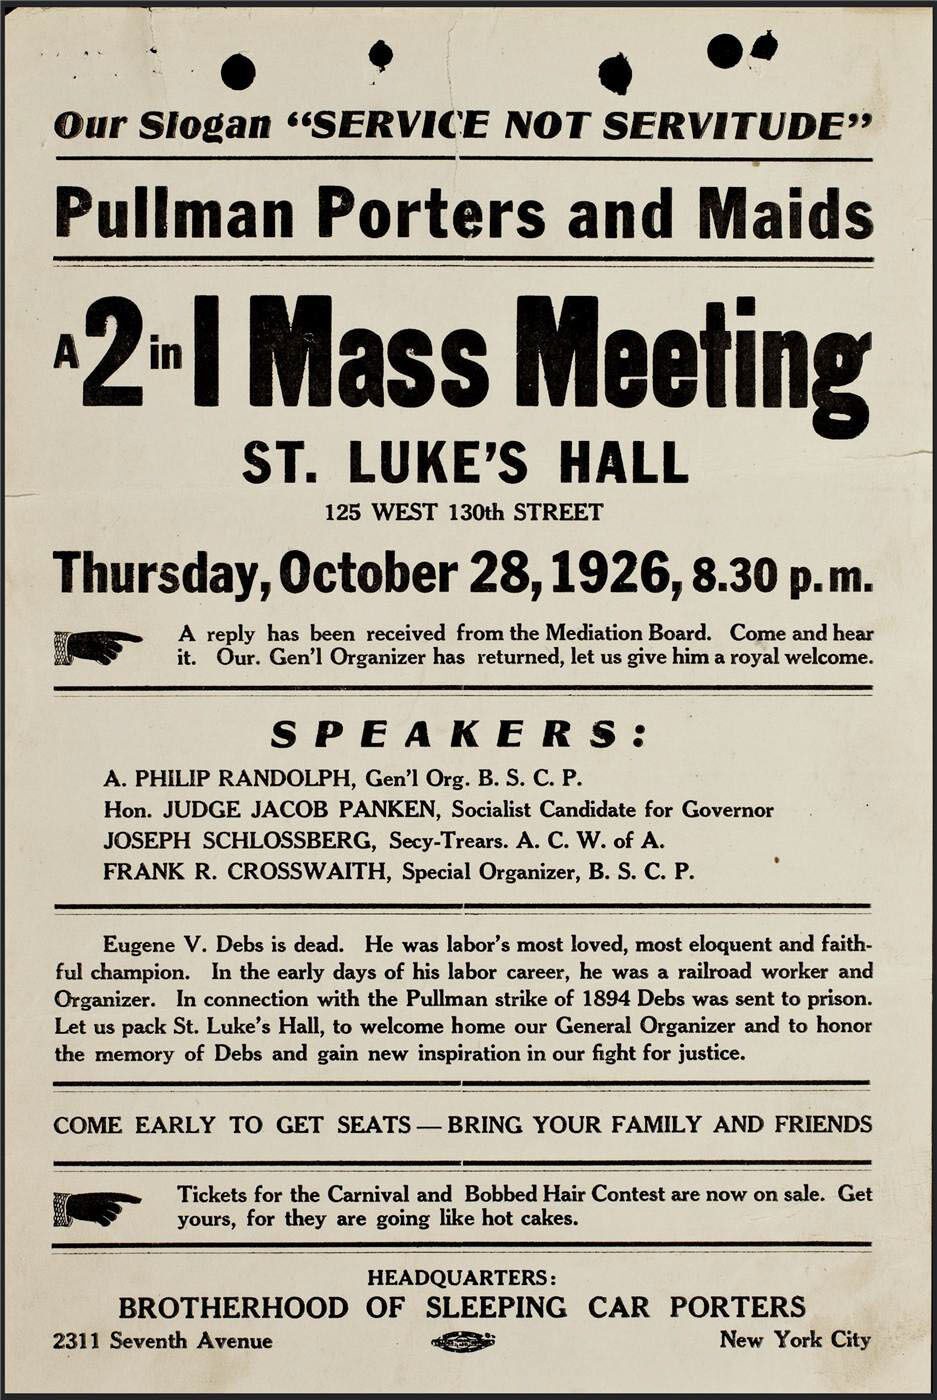 Our Slogan “SERVICE NOT SERVITUDE”
Pullman Porters and Maids
A 2 in 1 Mass Meeting
ST. LUKE’S HALL
125 WEST 130th STREET
Thursday, October 28, 1926, 8.30 p.m.
A reply has been received from the Mediation Board. Come and hear
it. Our. Gen’l Organizer has returned, let us give him a royal welcome.
SPEAKERS:
A. PHILIP RANDOLPH, Gen’l Org. B. S. C. P.
Hon. JUDGE JACOB PANKEN, Socialist Candidate for Governor
JOSEPH SCHLOSSBERG, Secy-Trears. A. C. W. of A.
FRANK R. CROSSWAITH, Special Organizer, B. S. C. P.
Eugene V. Debs is dead. He was labor’s most loved, most eloquent and faith-
ful champion. In the early days of his labor career, he was a railroad worker and
Organizer. In connection with the Pullman strike of 1894 Debs was sent to prison.
Let us pack St. Luke’s Hall, to welcome home our General Organizer and to honor
the memory of Debs and gain new inspiration in our fight for justice.
COME EARLY TO GET SEATS — BRING YOUR FAMILY AND FRIENDS
Tickets for the Carnival and Bobbed Hair Contest are now on sale. Get
yours, for they are going like hot cakes.
HEADQUARTERS:
BROTHERHOOD OF SLEEPING CAR PORTERS
2311 Seventh Avenue New York City